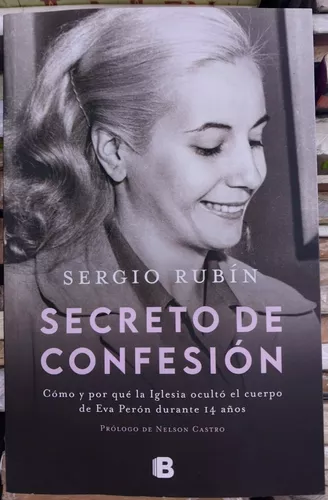 SERGIO RUBÍN
SECRETO DE
CONFESIÓN
Cómo y por qué la Iglesia ocultó el cuerpo
de Eva Perón durante 14 años
PRÓLOGO DE NELSON CASTRO
B